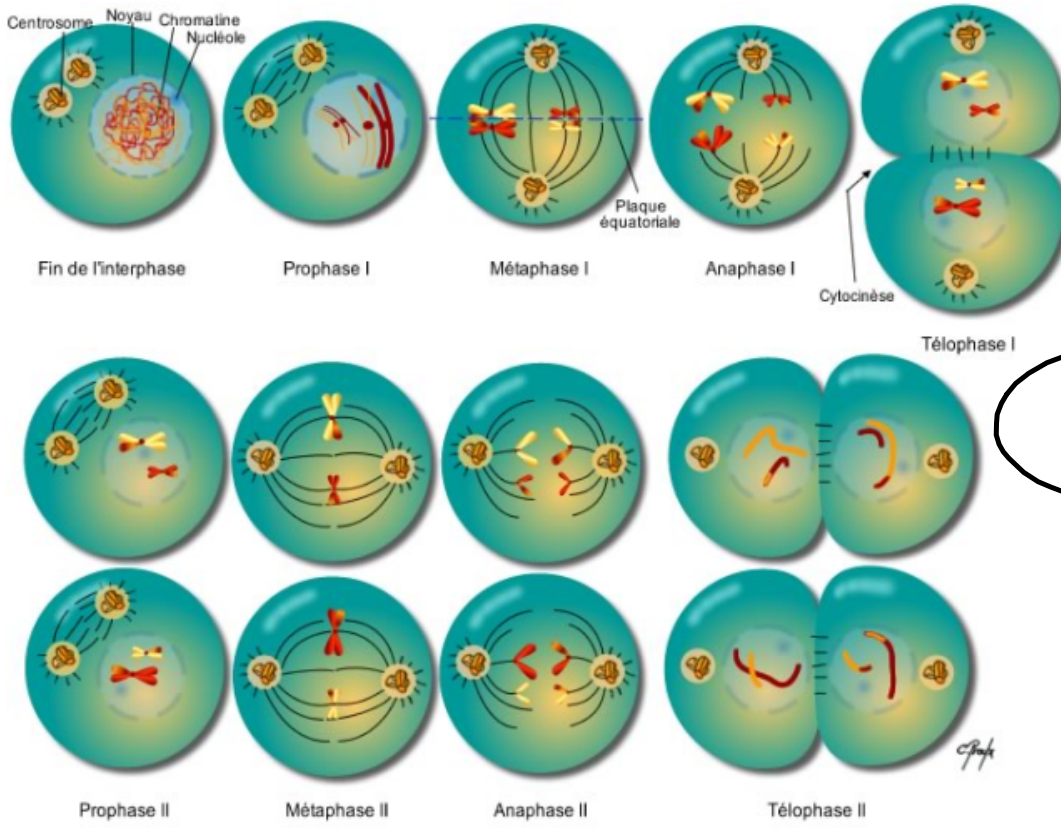 Centrosome
Noyau
Chromatine
Nucléole
Plaque
équatoriale
Cytocinèse
Fin de l'interphase
Prophase I
Métaphase I
Anaphase I
Télophase I
Prophase II
Métaphase II
Anaphase II
Télophase II